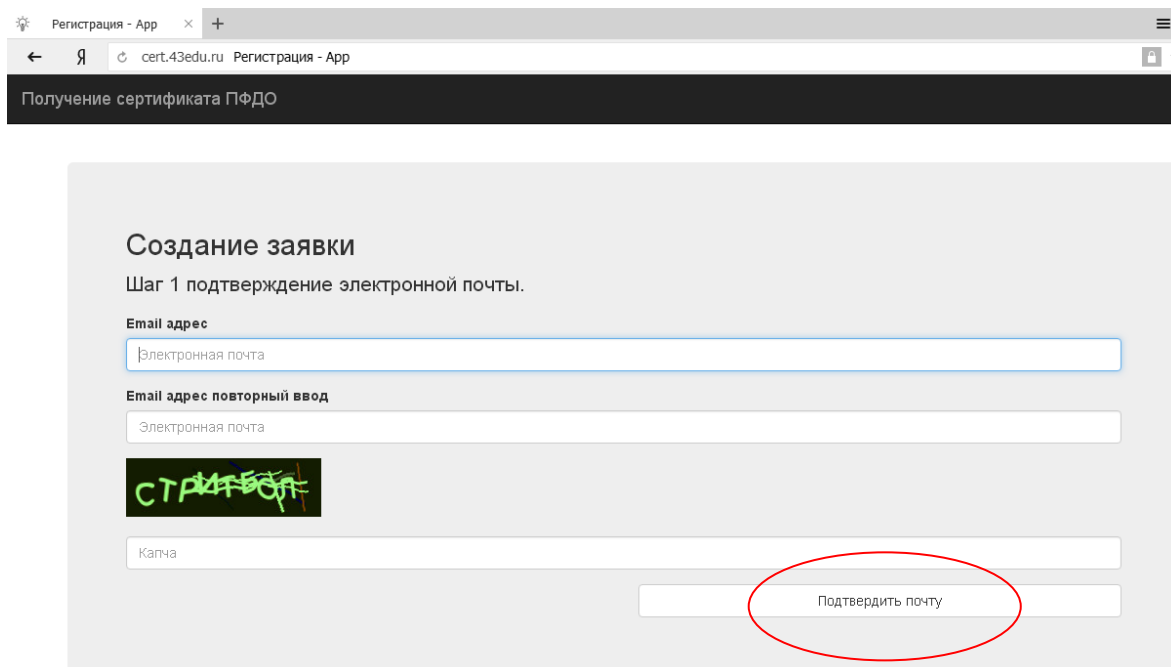 Регистрация - App
Я cert.43edu.ru Регистрация - App
Получение сертификата ПФДО
Создание заявки
Шаг 1 подтверждение электронной почты.
Email адрес
Электронная почта
Email адрес повторный ввод
Электронная почта
СТРИТБОЛ
Капча
Подтвердить почту